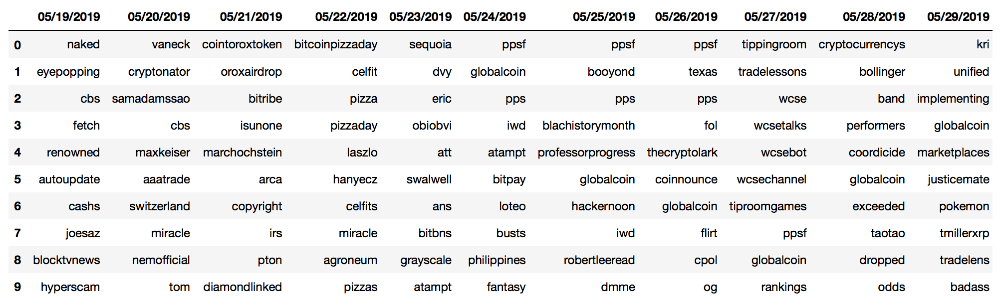 05/19/2019 05/20/2019 05/21/2019 05/22/2019 05/23/2019 05/24/2019 05/25/2019 05/26/2019 05/27/2019 05/28/2019 05/29/2019
0 naked vaneck cointoroxtoken bitcoinpizzaday sequoia ppsf ppsf ppsf tippingroom cryptocurrencys kri
1 eyepopping cryptonator oroxairdrop celfit dvy globalcoin booyond texas tradelessons bollinger unified
2 cbs samadamssao bitribe pizza eric pps pps pps wcse band implementing
3 fetch cbs isunone pizzaday obiobvi iwd blachistorymonth fol wcsetalks performers globalcoin
4 renowned maxkeiser marchochstein laszlo att atampt professorprogress thecryptolark wcsebot coordicide marketplaces
5 autoupdate aaatrade arca hanyecz swalwell bitpay globalcoin coinnounce wcsechannel globalcoin justicemate
6 cashs switzerland copyright celfits ans loteo hackernoon globalcoin tiproomgames exceeded pokemon
7 joesaz miracle irs miracle bitbns busts iwd flirt ppsf taotao tmillerxrp
8 blocktvnews nemofficial pton agroneum grayscale philippines robertleeread cpol globalcoin dropped tradelens
9 hyperscam tom diamondlinked pizzas atampt fantasy dmme og rankings odds badass